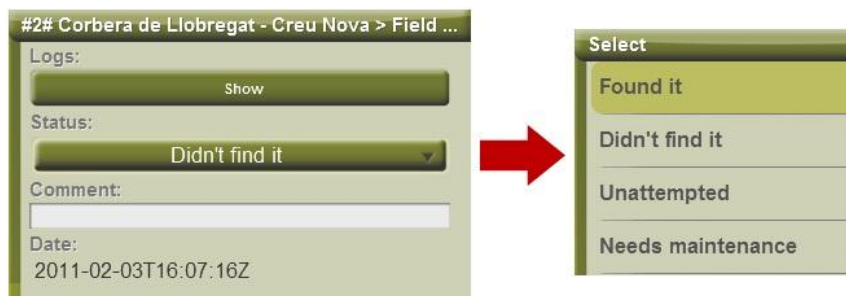 #2# Corbera de Llobregat - Creu Nova > Field ...
Logs:
Show
Status:
Didn't find it
Comment:
Date:
2011-02-03T16:07:16Z
Select
Found it
Didn't find it
Unattempted
Needs maintenance